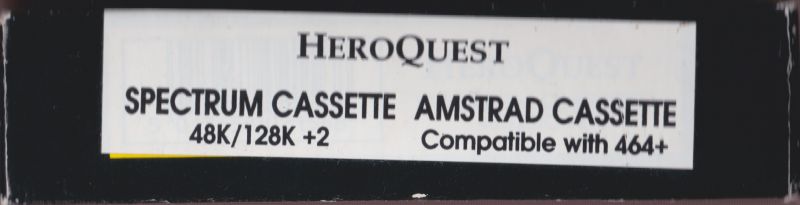 HEROQUEST
SPECTRUM CASSETTE AMSTRAD CASSETTE
48K/128K +2 Compatible with 464+